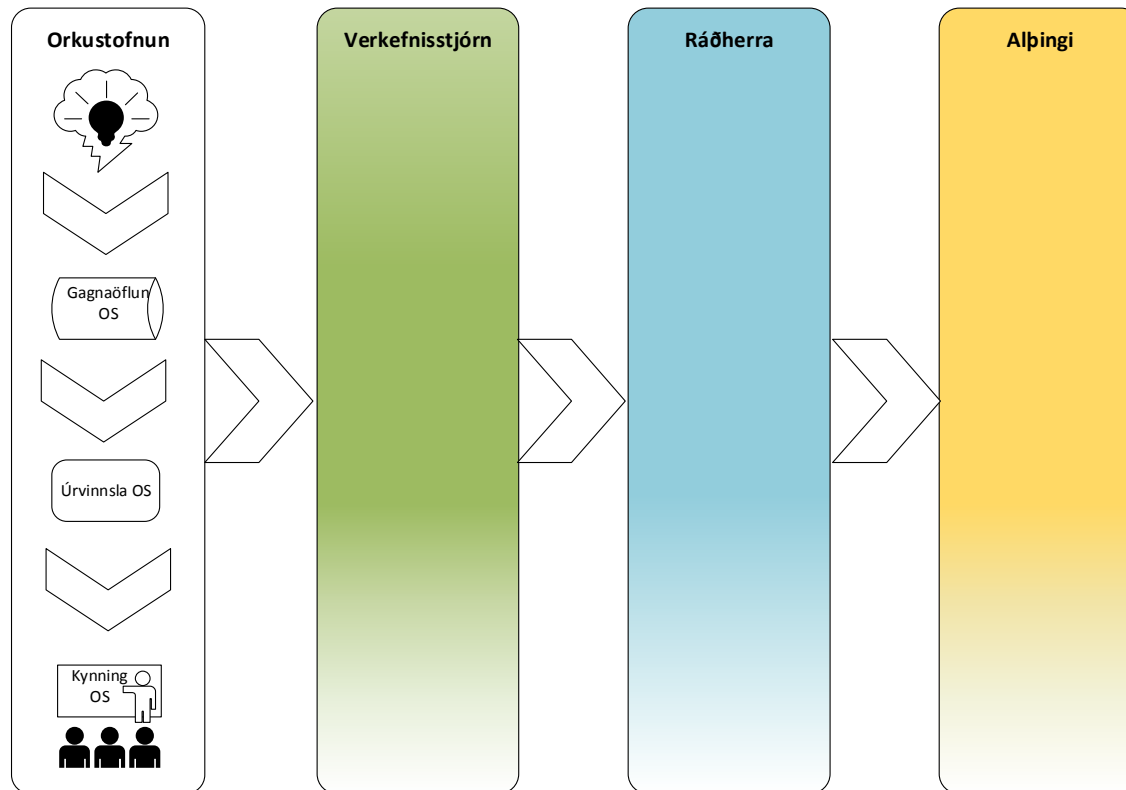 Orkustofnun
Gagnaöflun
OS
Úrvinnsla OS
Kynning
OS
Verkefnisstjórn
Ráðherra
Alþingi